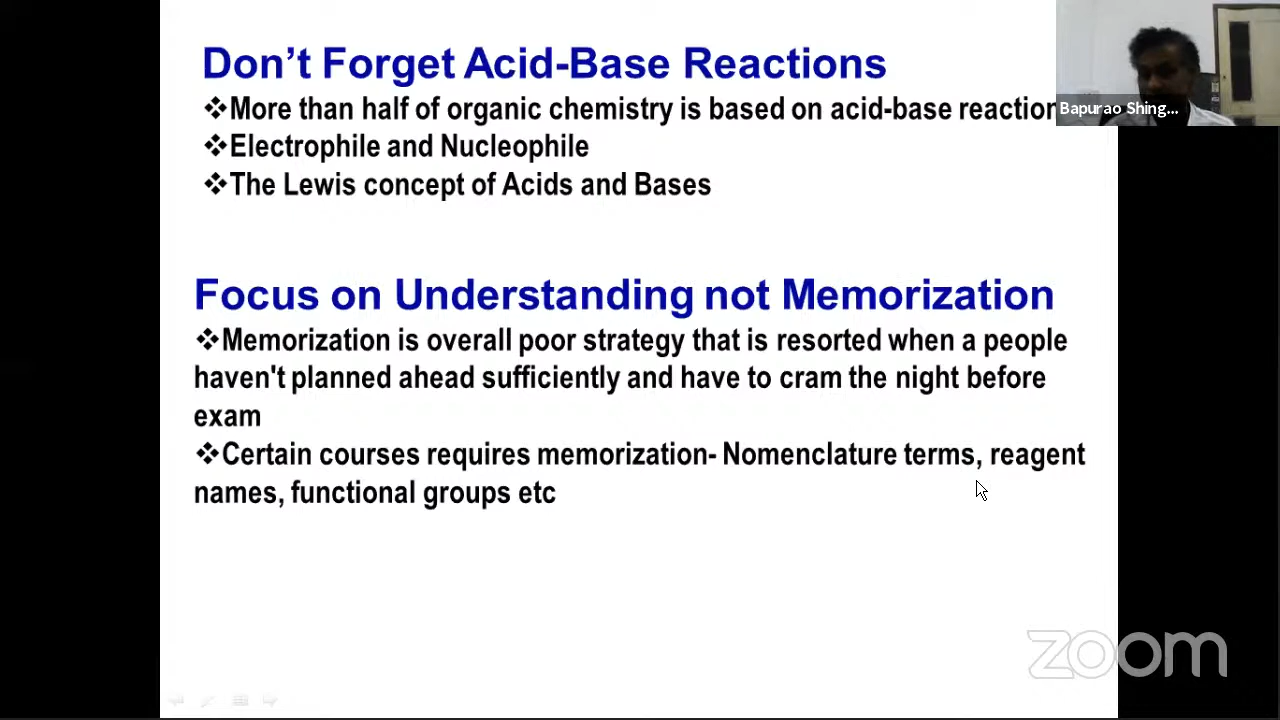 Don't Forget Acid-Base Reactions
❖More than half of organic chemistry is based on acid-base reaction
❖Electrophile and Nucleophile
❖The Lewis concept of Acids and Bases
Focus on Understanding not Memorization
❖Memorization is overall poor strategy that is resorted when a people
haven't planned ahead sufficiently and have to cram the night before
exam
❖Certain courses requires memorization- Nomenclature terms, reagent
names, functional groups etc
Bapurao Shing...
zoom